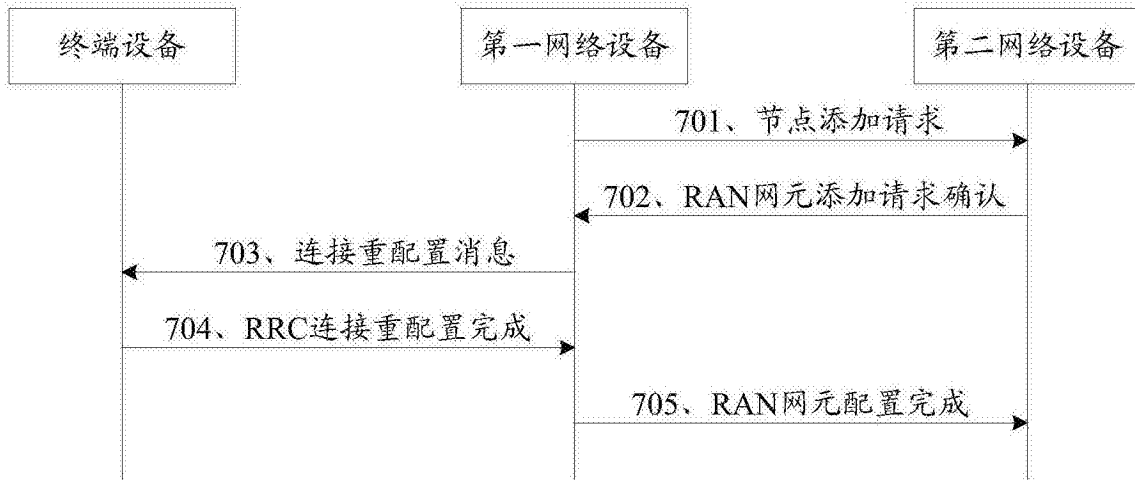 终端设备
第一网络设备
第二网络设备
701、节点添加请求
702、RAN网元添加请求确认
703、连接重配置消息
704、RRC连接重配置完成
705、RAN网元配置完成